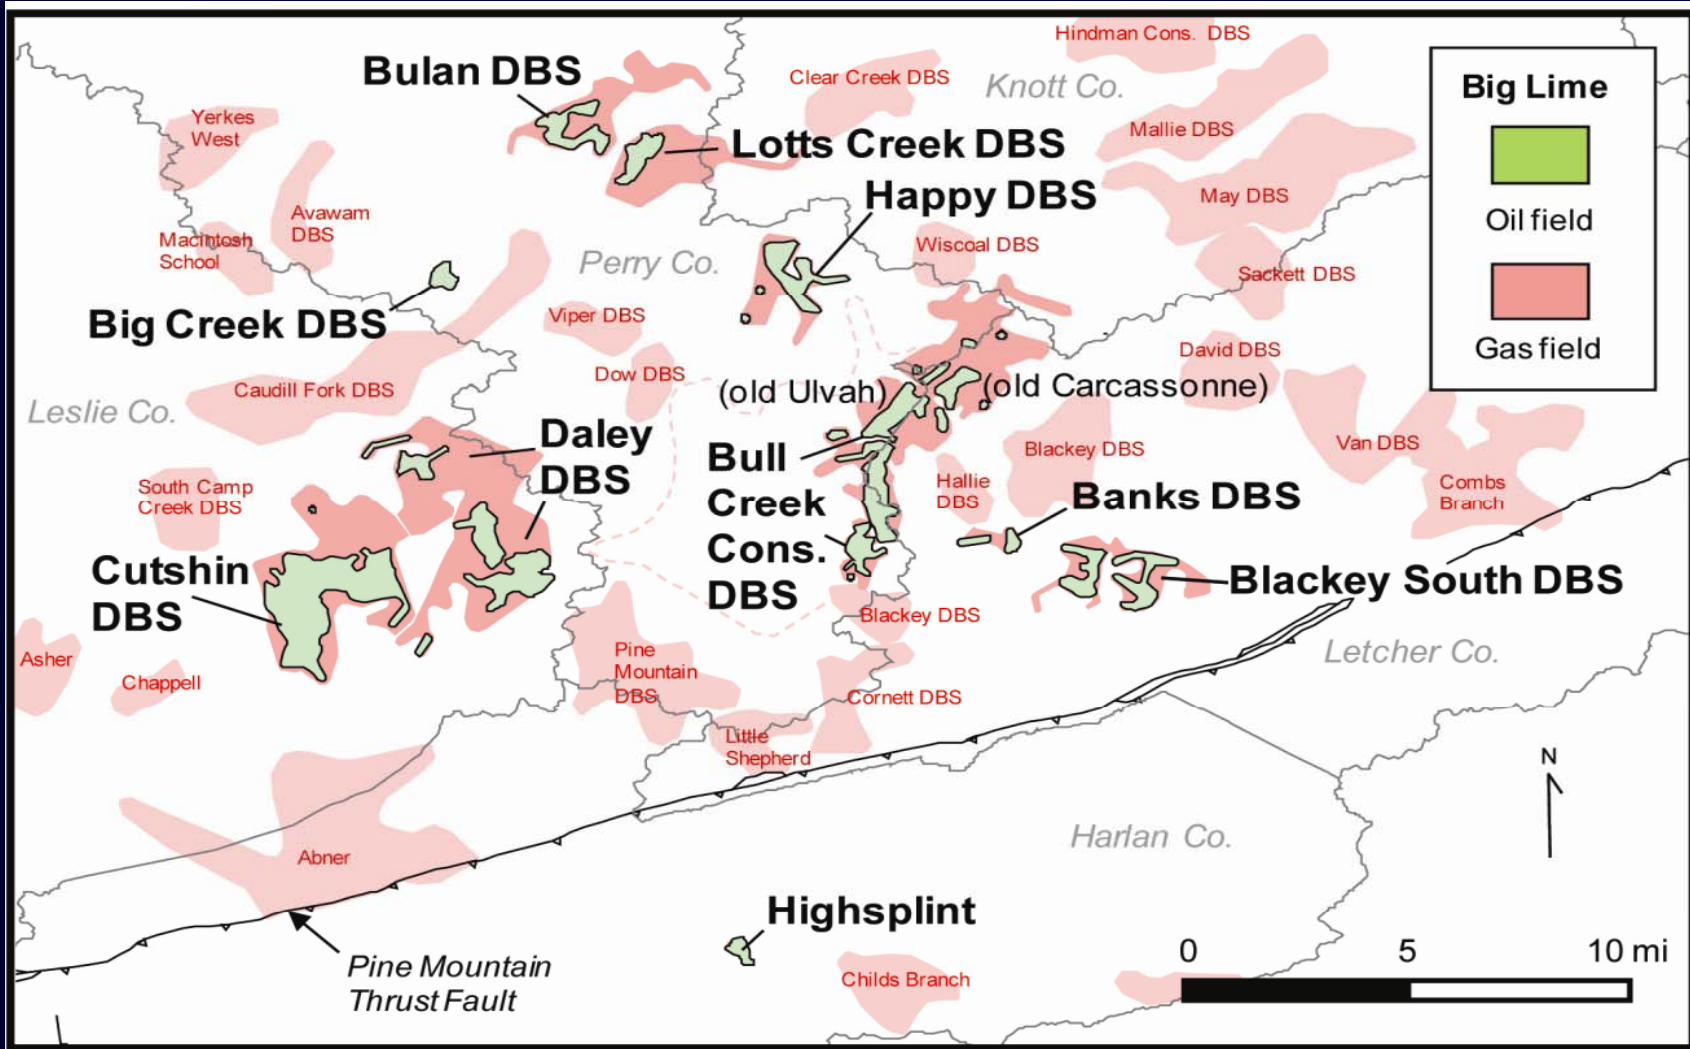 Hindman Cons. DBS
Bulan DBS
Clear Creek DBS
Knott Co.
Big Lime
Yerkes
West
Mallie DBS
Lotts Creek DBS
Happy DBS
May DBS
Oil field
Avawam
DBS
Macintosh
School
Wiscoal DBS
Perry Co.
Sackett DBS
Big Creek DBS
Viper DBS
David DBS
Gas field
Dow DBS
Caudill Fork DBS
(old Ulvah)
(old Carcassonne)
Leslie Co.
Daley
DBS
Bull
Creek
Cons.
DBS
Blackey DBS
Van DBS
South Camp
Creek DBS
Hallie
DBS
Banks DBS
Combs
Branch
Cutshin
DBS
Blackey South DBS
Blackey DBS
Asher
Chappell
Pine
Mountain
DBS
Letcher Co.
Cornett DBS
Little
Shepherd
N
Harlan Co.
Abner
Highsplint
Pine Mountain
Thrust Fault
Childs Branch
0 5 10 mi